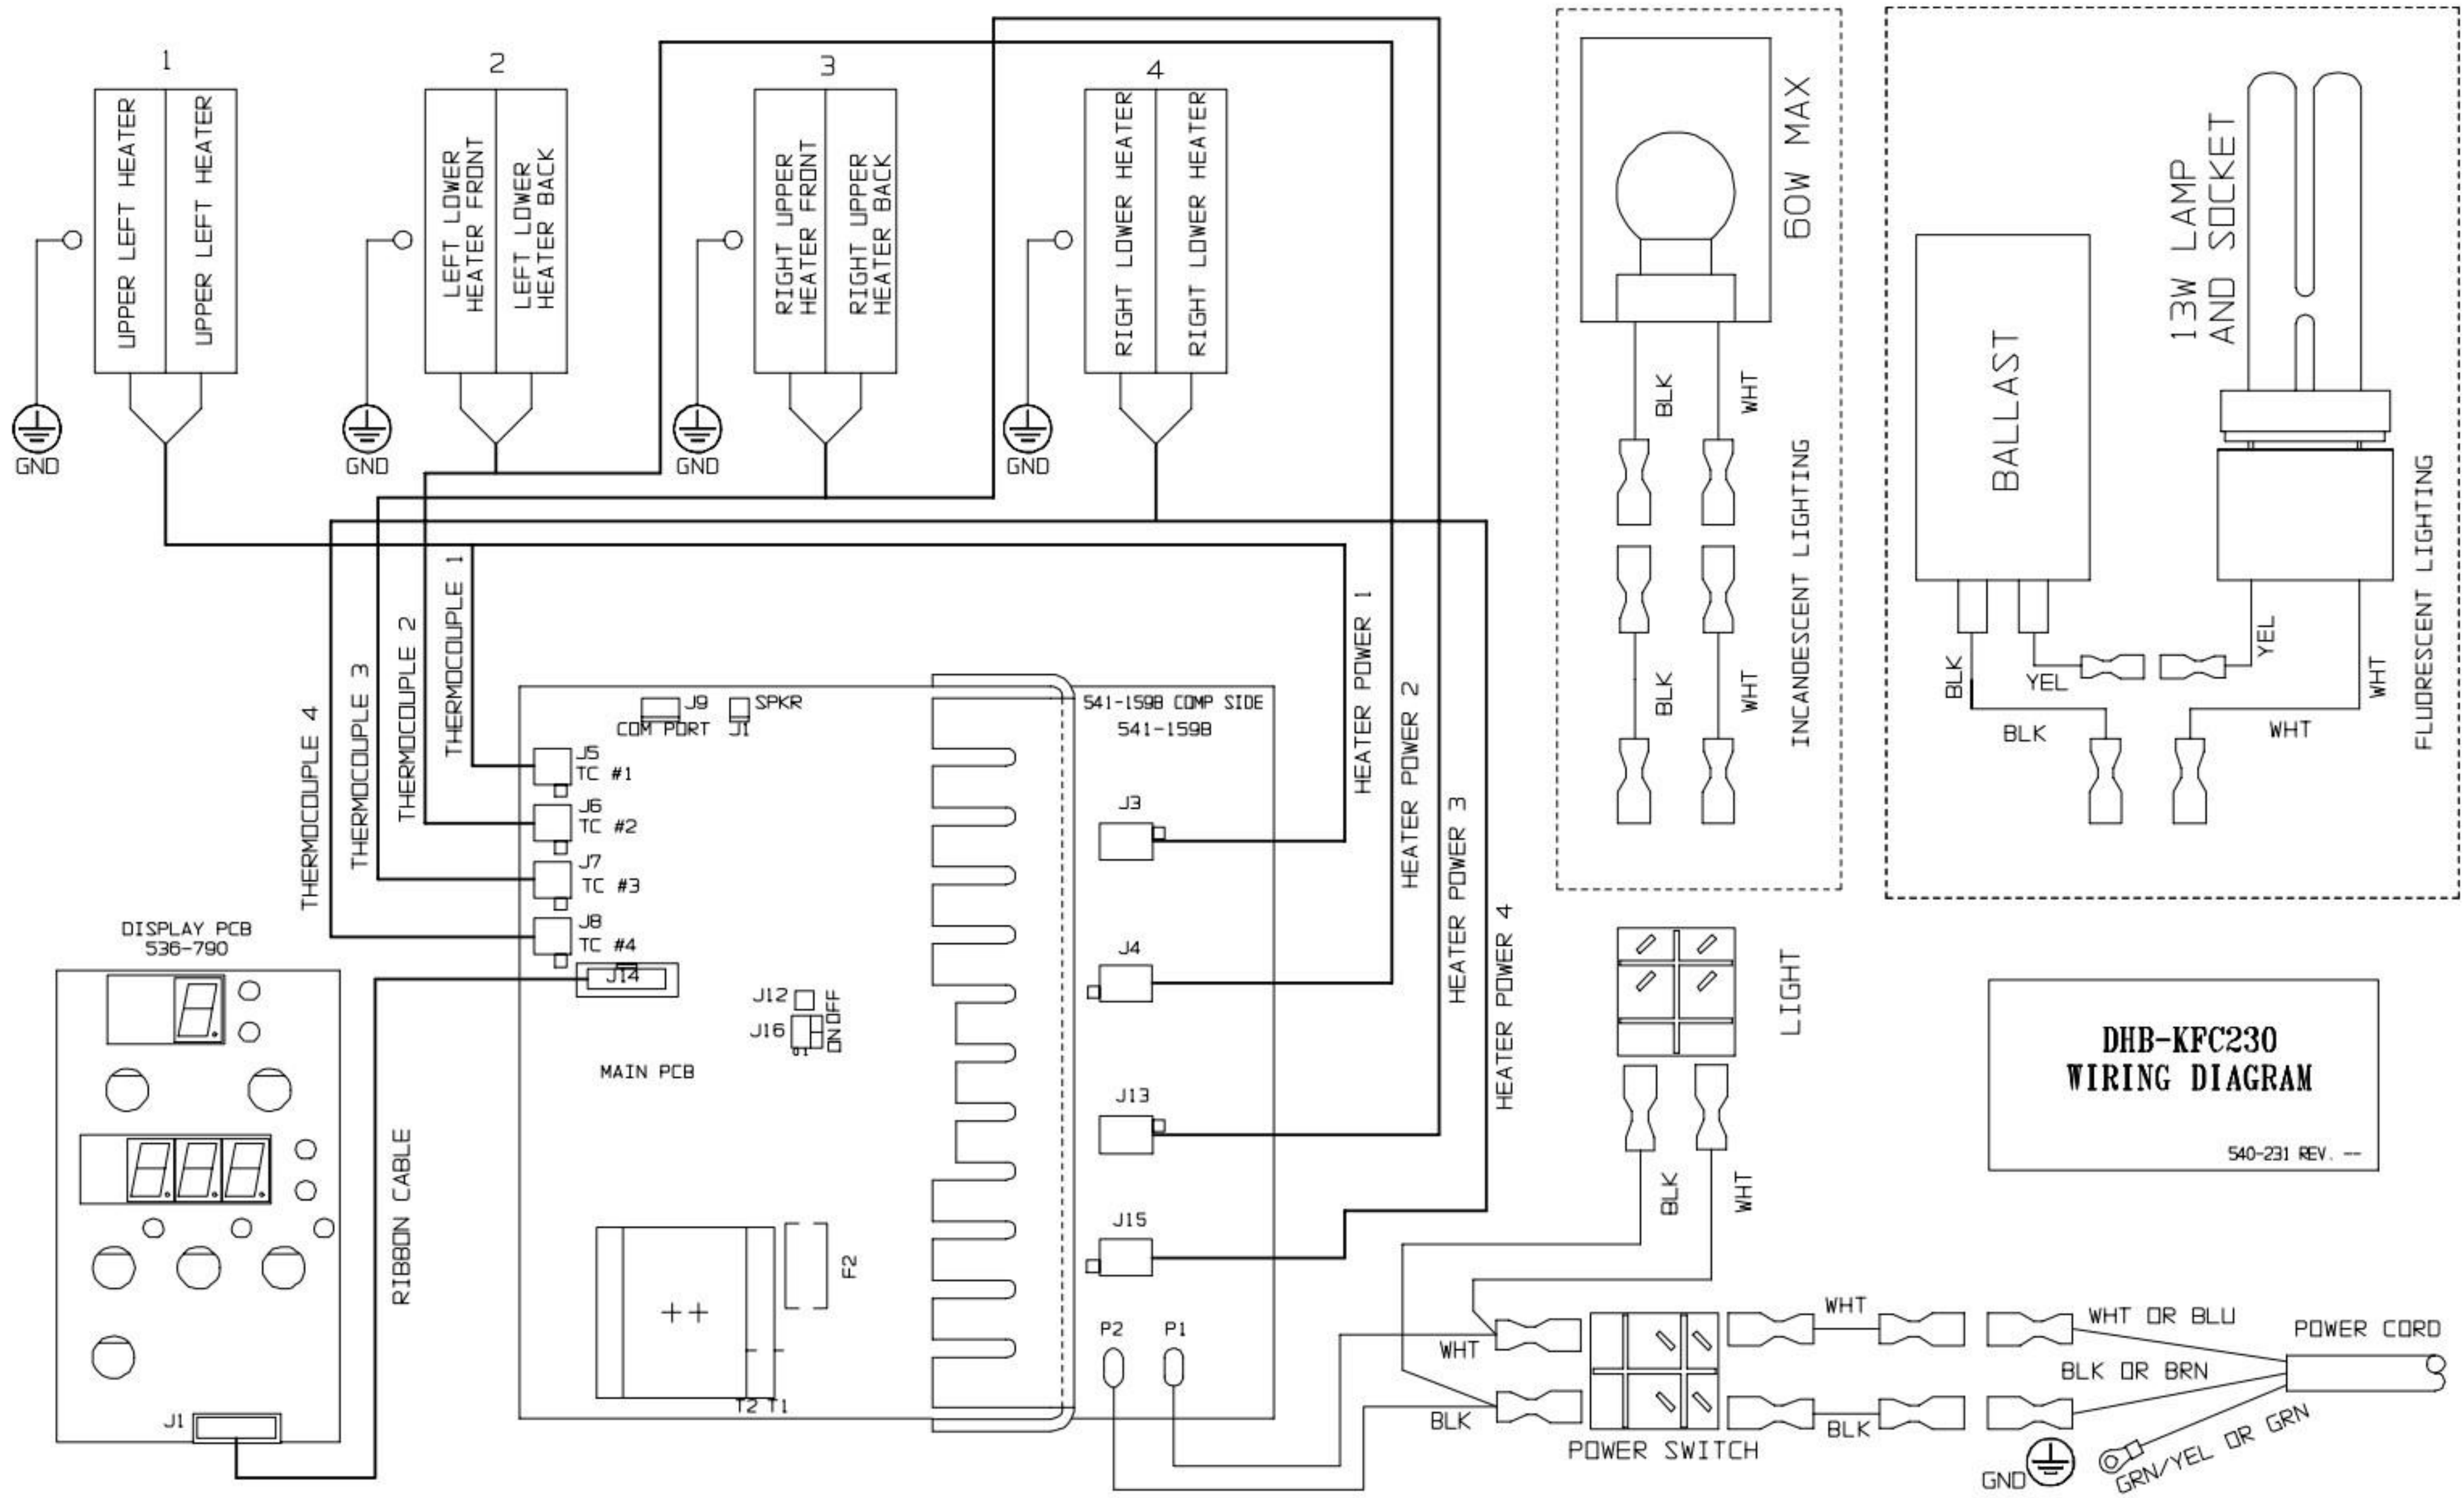 1
2
3
4
UPPER LEFT HEATER
UPPER LEFT HEATER
LEFT LOWER
HEATER FRONT
LEFT LOWER
HEATER BACK
RIGHT UPPER
HEATER FRONT
RIGHT UPPER
HEATER BACK
RIGHT LOWER HEATER
RIGHT LOWER HEATER
GND
GND
GND
GND
60W MAX
BLK
WHT
BLK
WHT
INCANDESCENT LIGHTING
13W LAMP
AND SOCKET
BALLAST
BLK
YEL
YEL
WHT
BLK
WHT
FLUORESCENT LIGHTING
THERMOCOUPLE 4
THERMOCOUPLE 3
THERMOCOUPLE 2
THERMOCOUPLE 1
HEATER POWER 1
HEATER POWER 2
HEATER POWER 3
HEATER POWER 4
J9
COM PORT
SPKR
J1
541-159B COMP SIDE
541-159B
J5
TC #1
J6
TC #2
J7
TC #3
J8
TC #4
J14
J12
J16
0 1
ON OFF
MAIN PCB
J3
J4
J13
J15
P2
P1
F2
++
T2 T1
DISPLAY PCB
536-790
J1
RIBBON CABLE
LIGHT
BLK
WHT
WHT
BLK
POWER SWITCH
WHT
BLK
WHT OR BLU
BLK OR BRN
POWER CORD
GRN/YEL OR GRN
GND
DHB-KFC230
WIRING DIAGRAM
540-231 REV. --